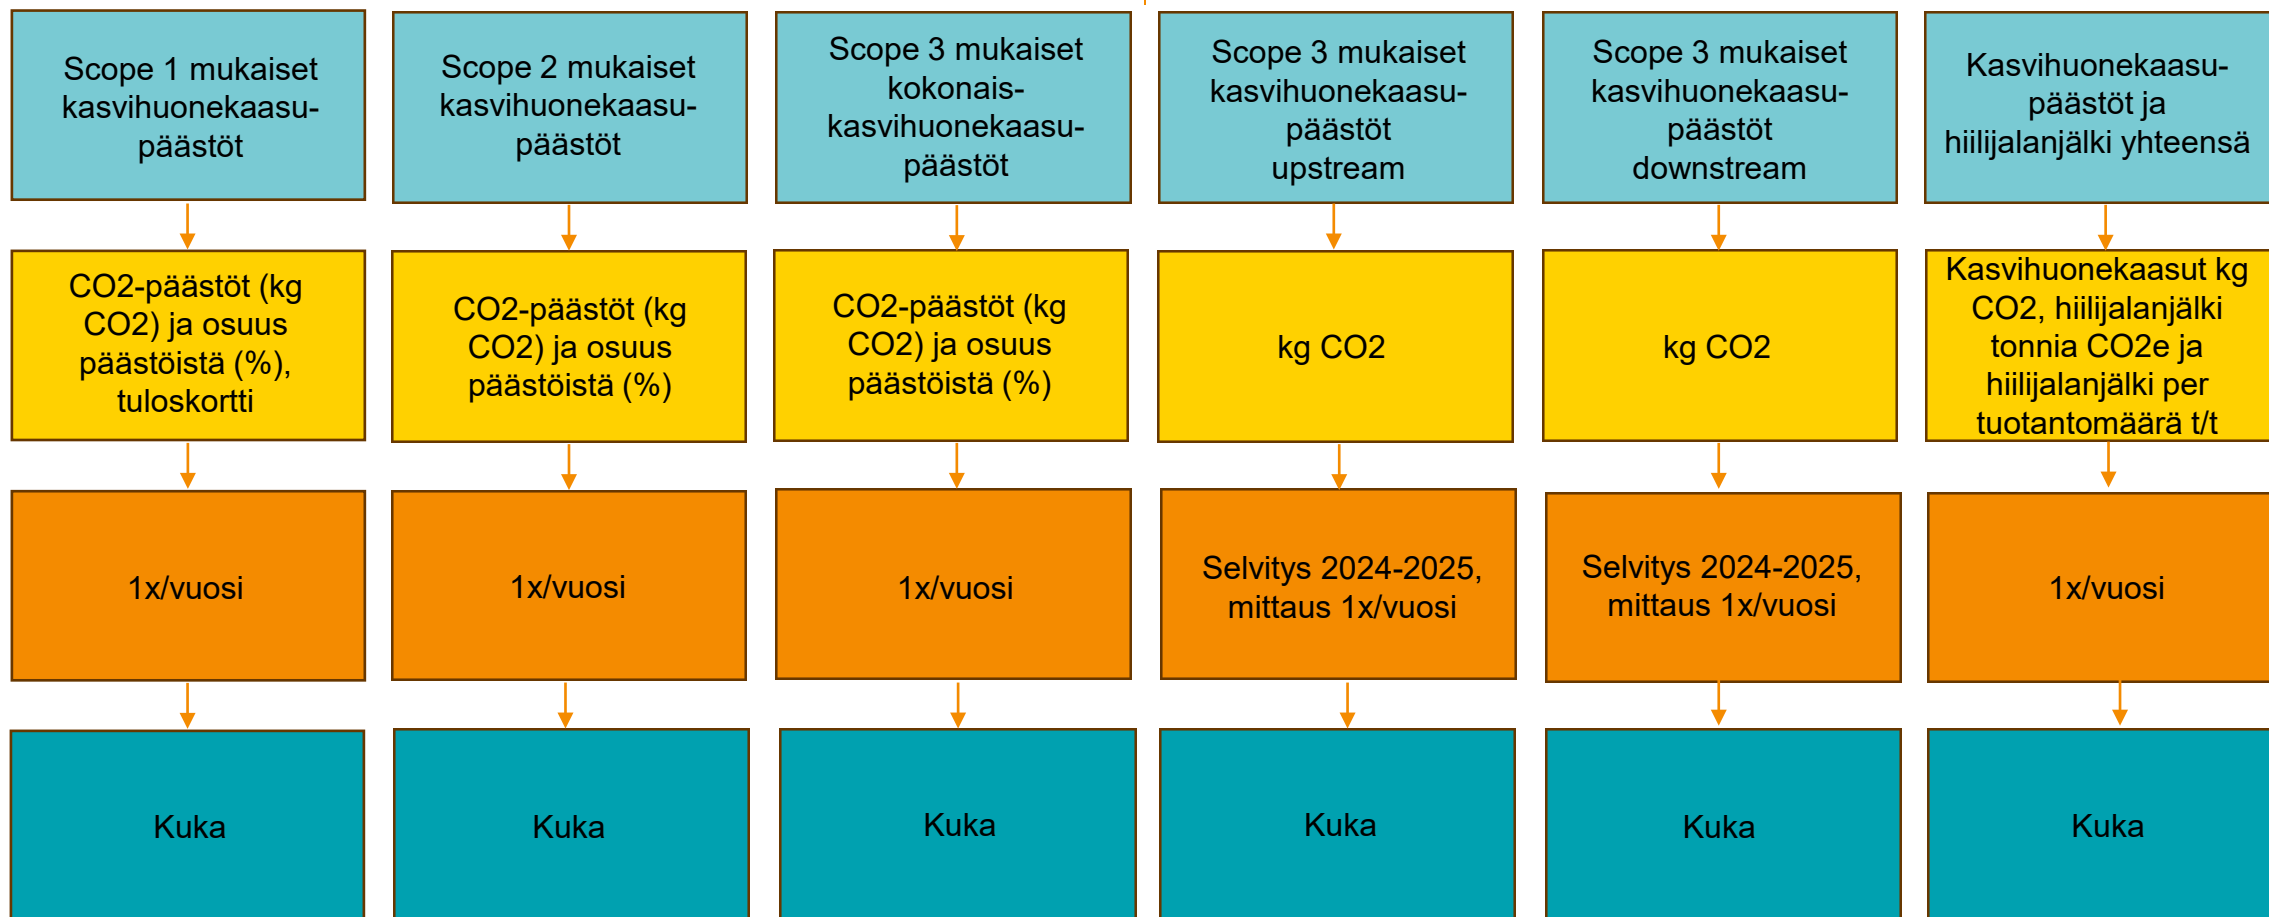 Scope 1 mukaiset
kasvihuonekaasu-
päästöt
Scope 2 mukaiset
kasvihuonekaasu-
päästöt
Scope 3 mukaiset
kokonais-
kasvihuonekaasu-
päästöt
Scope 3 mukaiset
kasvihuonekaasu-
päästöt
upstream
Scope 3 mukaiset
kasvihuonekaasu-
päästöt
downstream
Kasvihuonekaasu-
päästöt ja
hiilijalanjälki yhteensä
CO2-päästöt (kg
CO2) ja osuus
päästöistä (%),
tuloskortti
CO2-päästöt (kg
CO2) ja osuus
päästöistä (%)
CO2-päästöt (kg
CO2) ja osuus
päästöistä (%)
kg CO2
kg CO2
Kasvihuonekaasut kg
CO2, hiilijalanjälki
tonnia CO2e ja
hiilijalanjälki per
tuotantomäärä t/t
1x/vuosi
1x/vuosi
1x/vuosi
Selvitys 2024-2025,
mittaus 1x/vuosi
Selvitys 2024-2025,
mittaus 1x/vuosi
1x/vuosi
Kuka
Kuka
Kuka
Kuka
Kuka
Kuka